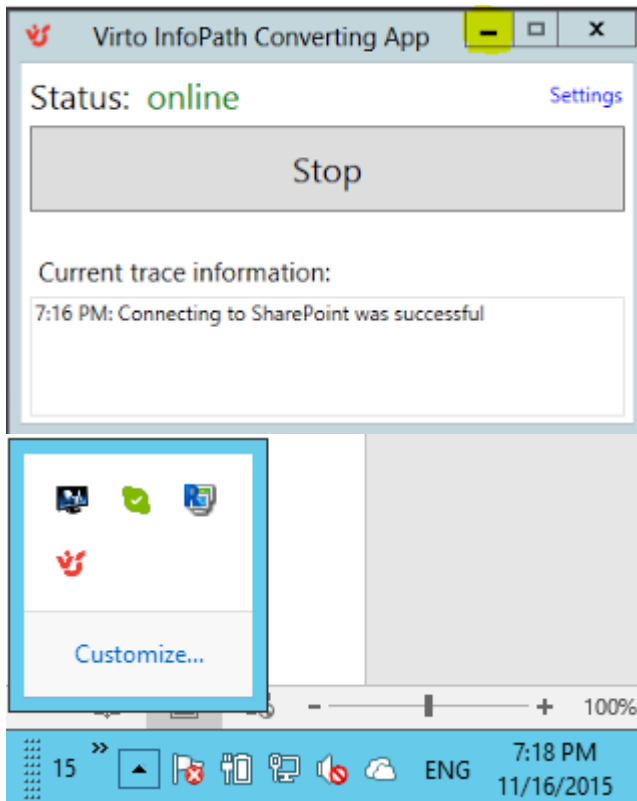 Virto InfoPath Converting App
Status: online
Settings
Stop
Current trace information:
7:16 PM: Connecting to SharePoint was successful
Customize...
100%
15
ENG
7:18 PM
11/16/2015